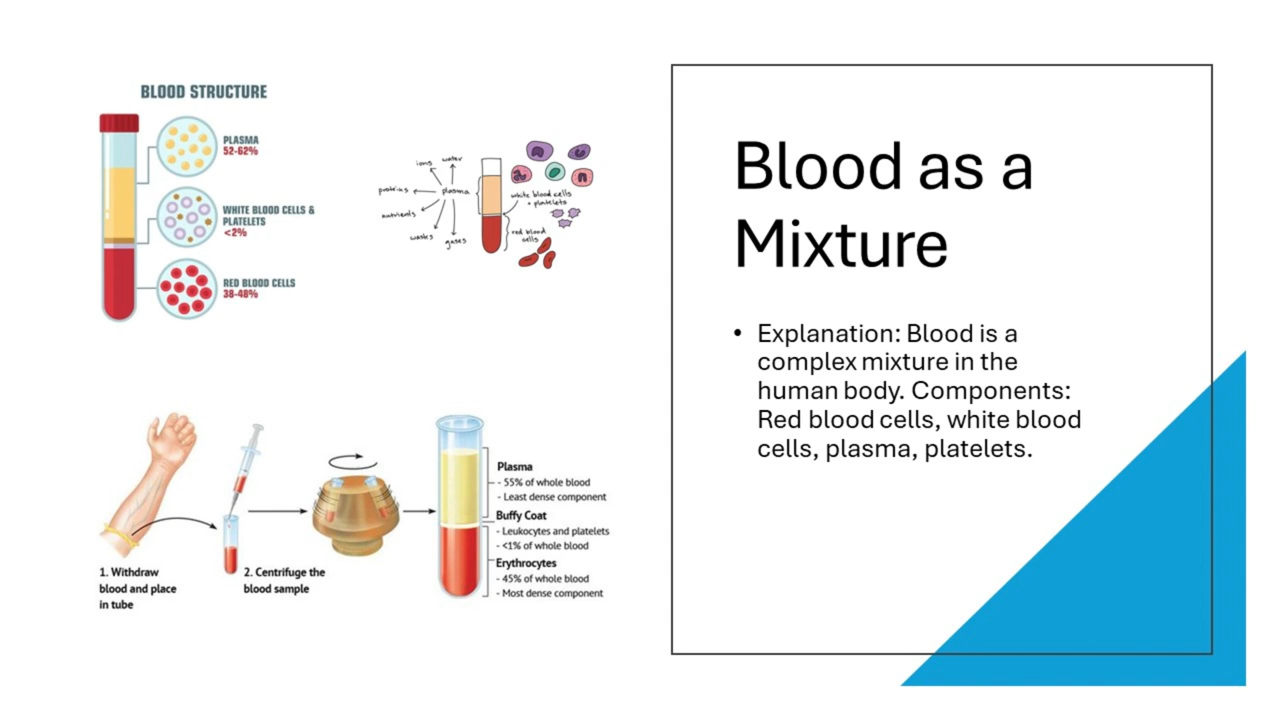 BLOOD STRUCTURE
PLASMA
52-62%
WHITE BLOOD CELLS &
PLATELETS
<2%
RED BLOOD CELLS
38-48%
ions
water
proteins
plasma
nutrients
wastes
gases
white blood cells
+ platelets
red blood
cells
1. Withdraw
blood and place
in tube
2. Centrifuge the
blood sample
Plasma
- 55% of whole blood
- Least dense component
Buffy Coat
- Leukocytes and platelets
- <1% of whole blood
Erythrocytes
- 45% of whole blood
- Most dense component
Blood as a
Mixture
• Explanation: Blood is a
complex mixture in the
human body. Components:
Red blood cells, white blood
cells, plasma, platelets.